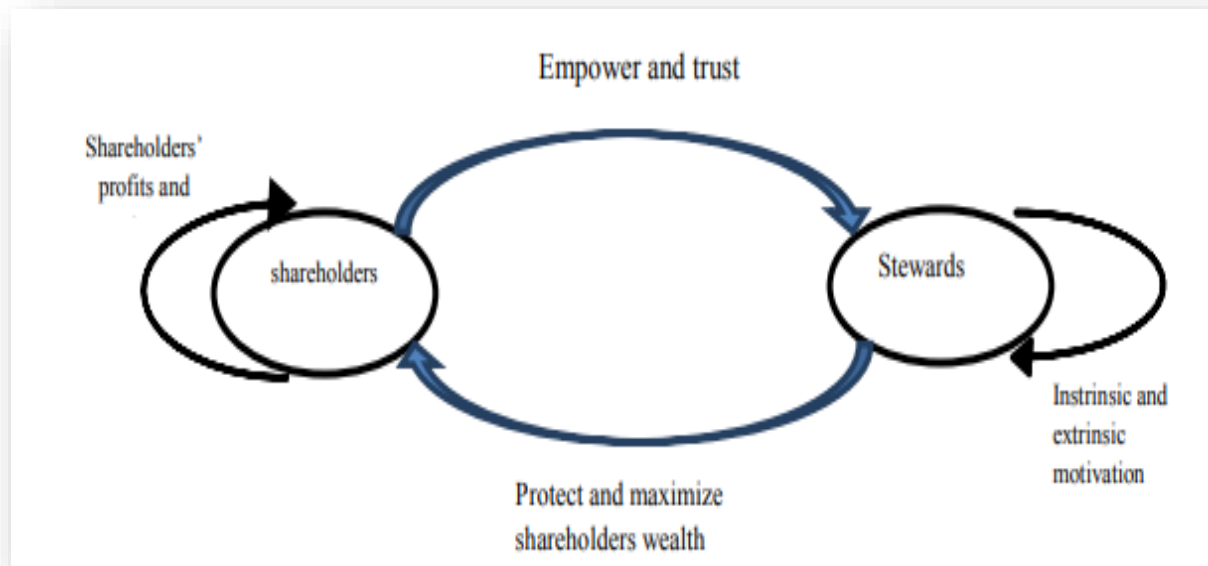 Empower and trust
Shareholders’
profits and
shareholders
Stewards
Instrinsic and
extrinsic
motivation
Protect and maximize
shareholders wealth